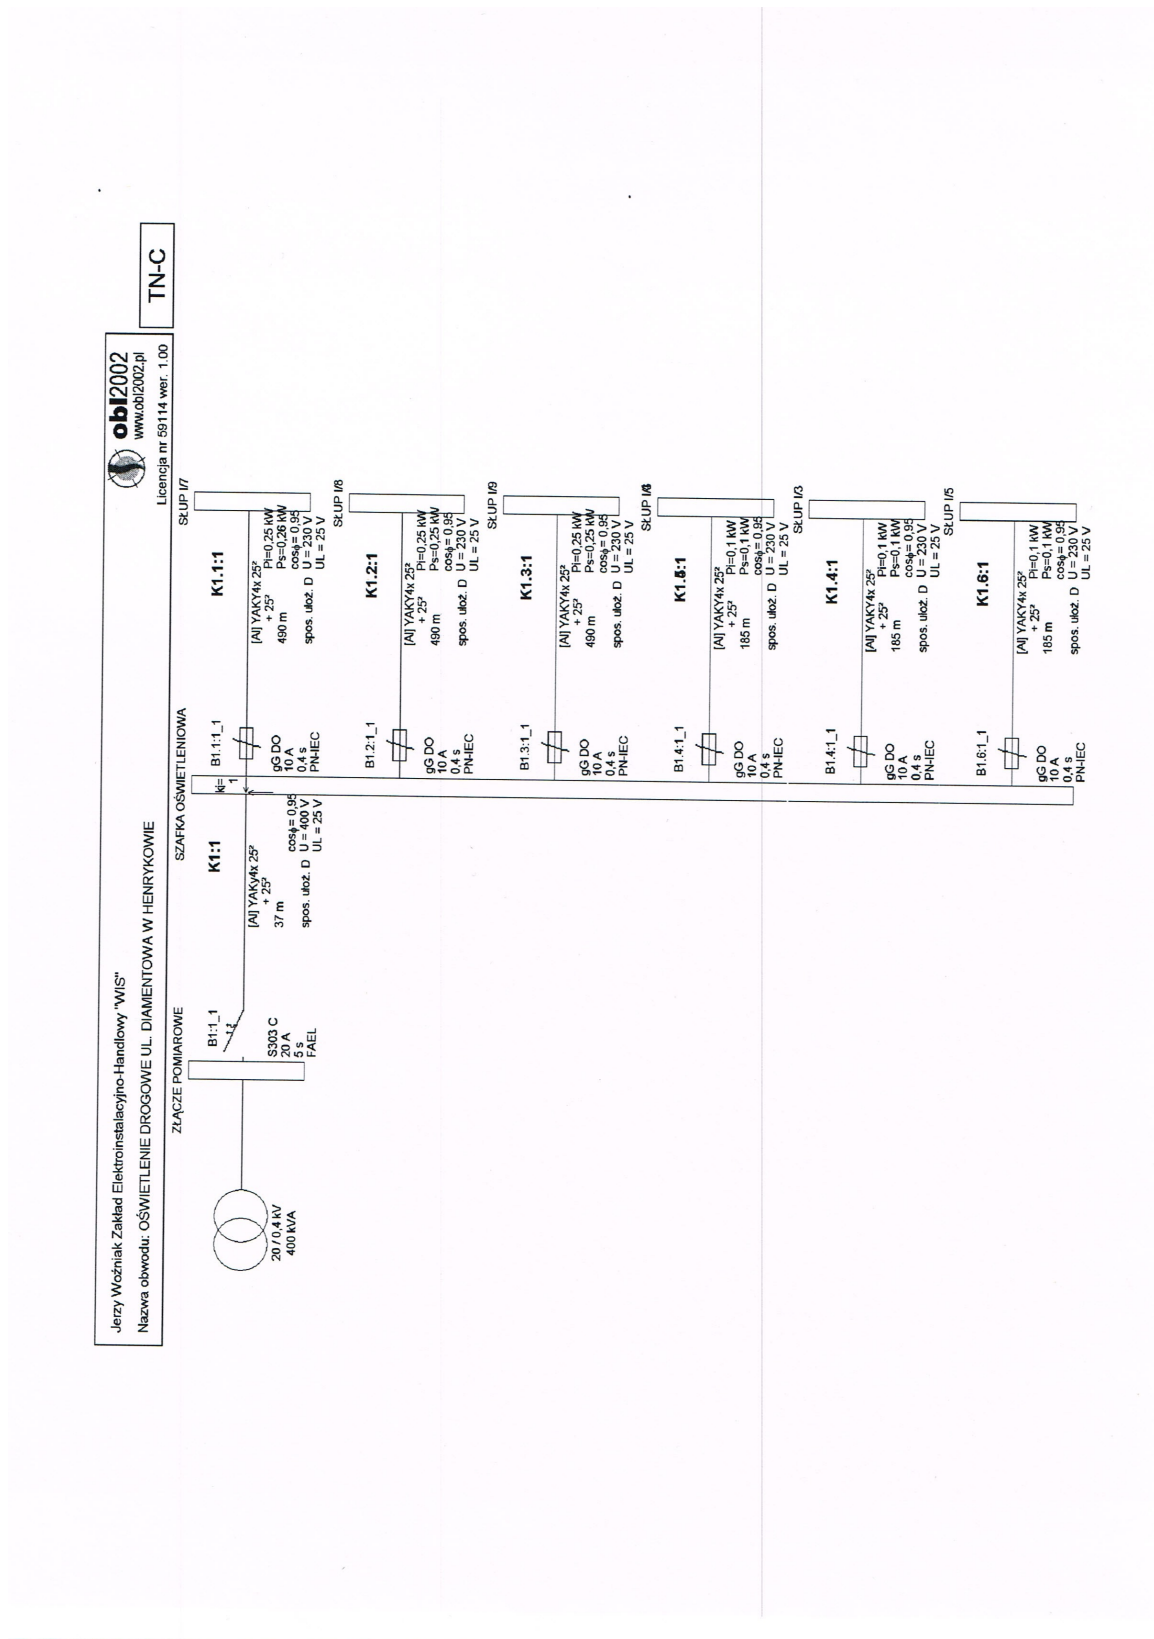 Jerzy Woźniak Zakład Elektroinstalacyjno-Handlowy "WIS"
Nazwa obwodu: OŚWIETLENIE DROGOWE UL. DIAMENTOWA W HENRYKOWIE
obl2002
www.obl2002.pl
Licencja nr 59114 wer. 1.00
TN-C
ZŁĄCZE POMIAROWE
SZAFKA OŚWIETLENIOWA
20 / 0,4 kV
400 kVA
B1:1_1
S303 C
20 A
5 s
FAEL
K1:1
[Al] YAKy4x 25²
+ 25²
37 m
cosϕ= 0,95
spos. ułoż. D U = 400 V
UL = 25 V
kj=
1
B1.1:1_1
gG DO
10 A
0,4 s
PN-IEC
K1.1:1
[Al] YAKY4x 25²
+ 25² Pi=0,25 kW
490 m Ps=0,26 kW
cosϕ= 0,95
spos. ułoż. D U = 230 V
UL = 25 V
SŁUP I/7
B1.2:1_1
gG DO
10 A
0,4 s
PN-IEC
K1.2:1
[Al] YAKY4x 25²
+ 25² Pi=0,25 kW
490 m Ps=0,25 kW
cosϕ= 0,95
spos. ułoż. D U = 230 V
UL = 25 V
SŁUP I/8
B1.3:1_1
gG DO
10 A
0,4 s
PN-IEC
K1.3:1
[Al] YAKY4x 25²
+ 25² Pi=0,25 kW
490 m Ps=0,25 kW
cosϕ= 0,95
spos. ułoż. D U = 230 V
UL = 25 V
SŁUP I/9
B1.4:1_1
gG DO
10 A
0,4 s
PN-IEC
[Al] YAKY4x 25²
+ 25² Pi=0,1 kW
185 m Ps=0,1 kW
cosϕ= 0,95
spos. ułoż. D U = 230 V
UL = 25 V
SŁUP
B1.4:1_1
gG DO
10 A
0,4 s
PN-IEC
K1.4:1
[Al] YAKY4x 25²
+ 25² Pi=0,1 kW
185 m Ps=0,1 kW
cosϕ= 0,95
spos. ułoż. D U = 230 V
UL = 25 V
SŁUP I/3
B1.6:1_1
gG DO
10 A
0,4 s
PN-IEC
K1.6:1
[Al] YAKY4x 25²
+ 25² Pi=0,1 kW
185 m Ps=0,1 kW
cosϕ= 0,95
spos. ułoż. D U = 230 V
UL = 25 V
SŁUP I/5